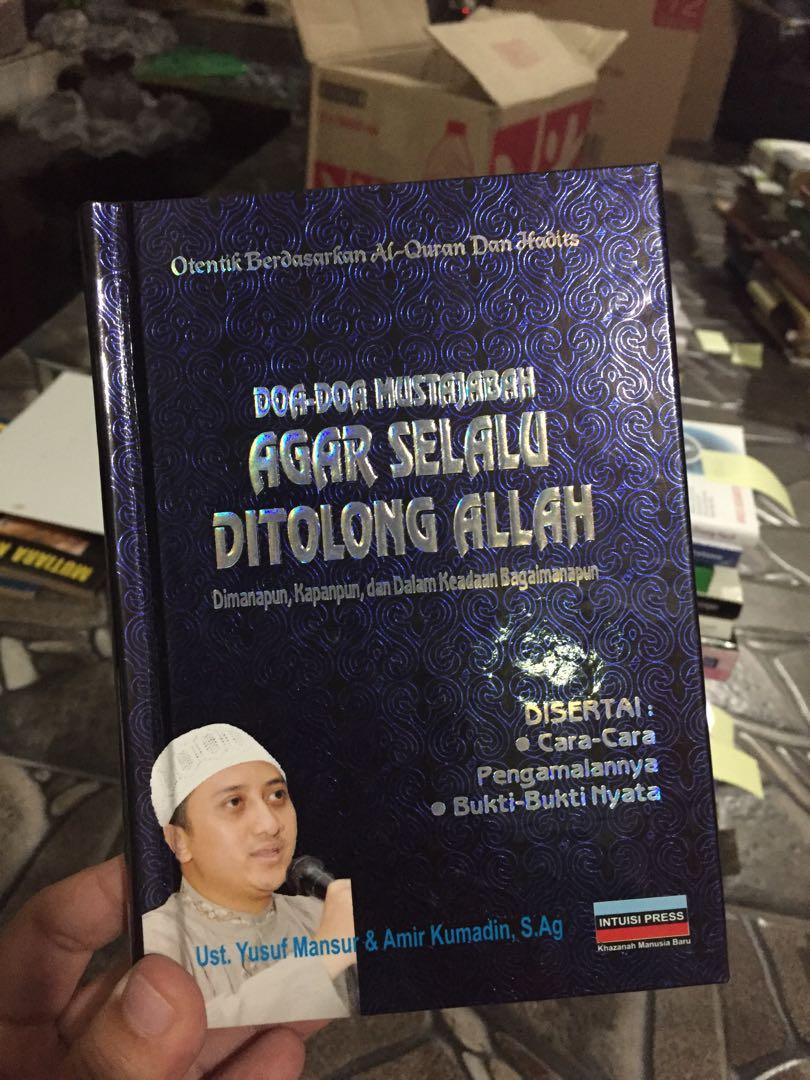 Otentik Berdasarkan Al-Quran Dan Hadits
DOA-DOA MUSTAJABAH
AGAR SELALU
DITOLONG ALLAH
Dimanapun, Kapanpun, dan Dalam Keadaan Bagaimanapun
DISERTAI :
• Cara-Cara
Pengamalannya
• Bukti-Bukti Nyata
Ust. Yusuf Mansur & Amir Kumadin, S.Ag
INTUISI PRESS
Khazanah Manusia Baru
MUTIARA